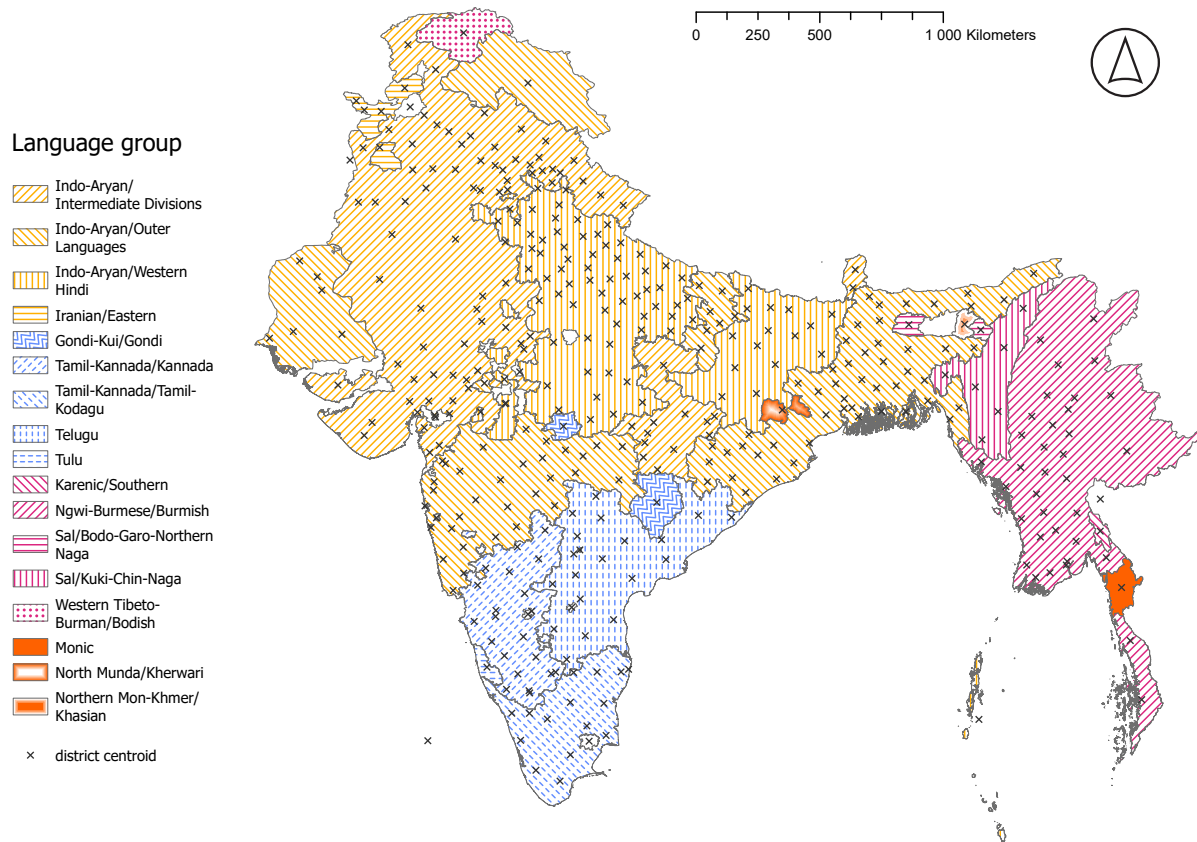 0 250 500 1 000 Kilometers
Language group
Indo-Aryan/
Intermediate Divisions
Indo-Aryan/Outer
Languages
Indo-Aryan/Western
Hindi
Iranian/Eastern
Gondi-Kui/Gondi
Tamil-Kannada/Kannada
Tamil-Kannada/Tamil-
Kodagu
Telugu
Tulu
Karenic/Southern
Ngwi-Burmese/Burmish
Sal/Bodo-Garo-Northern
Naga
Sal/Kuki-Chin-Naga
Western Tibeto-
Burman/Bodish
Monic
North Munda/Kherwari
Northern Mon-Khmer/
Khasian
district centroid